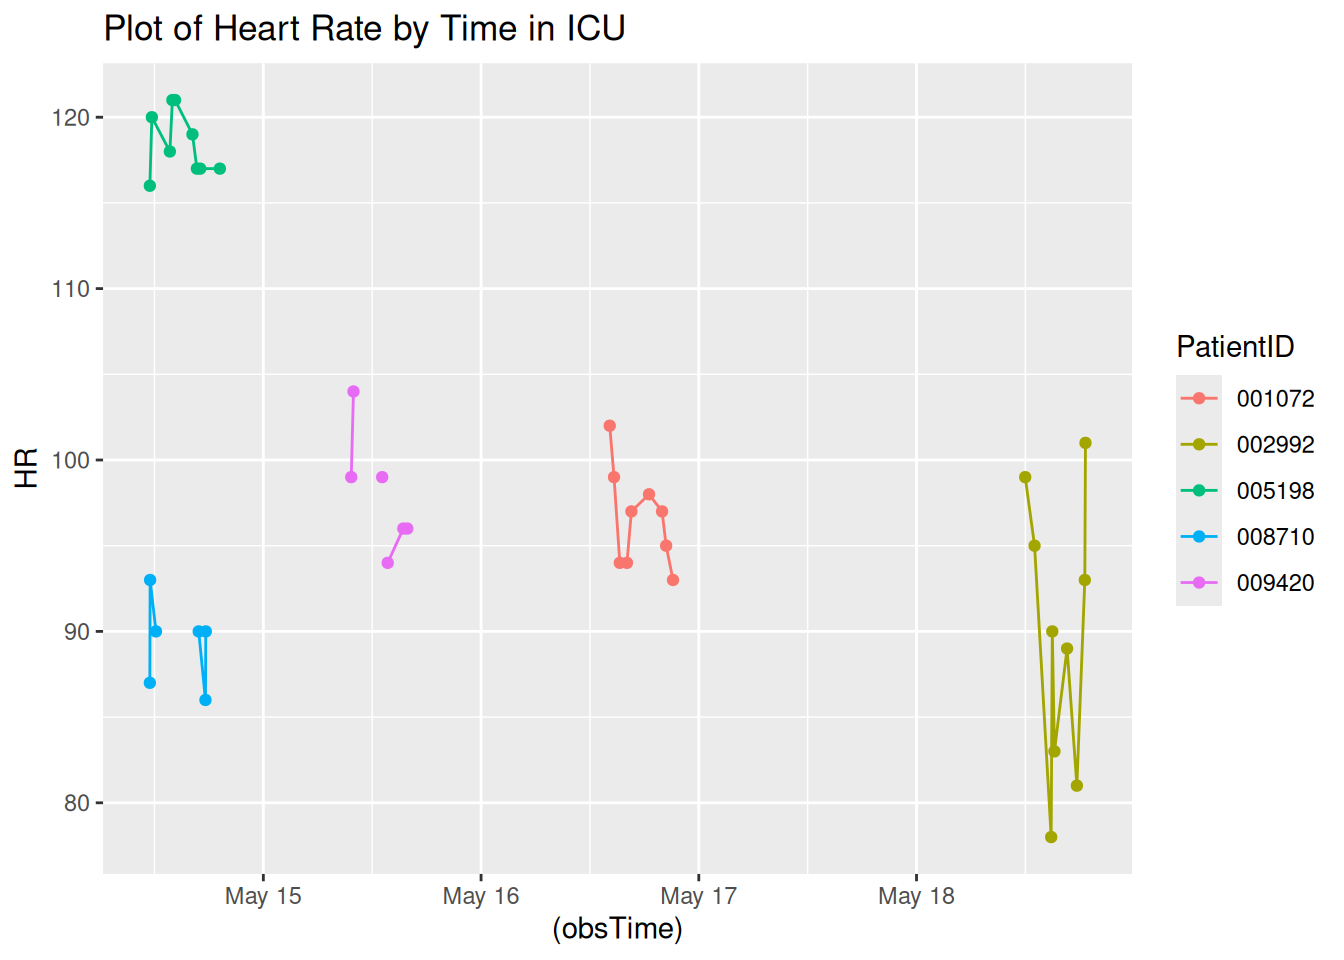 Plot of Heart Rate by Time in ICU
120
110
100
90
80
HR
May 15
May 16
May 17
May 18
(obsTime)
PatientID
001072
002992
005198
008710
009420